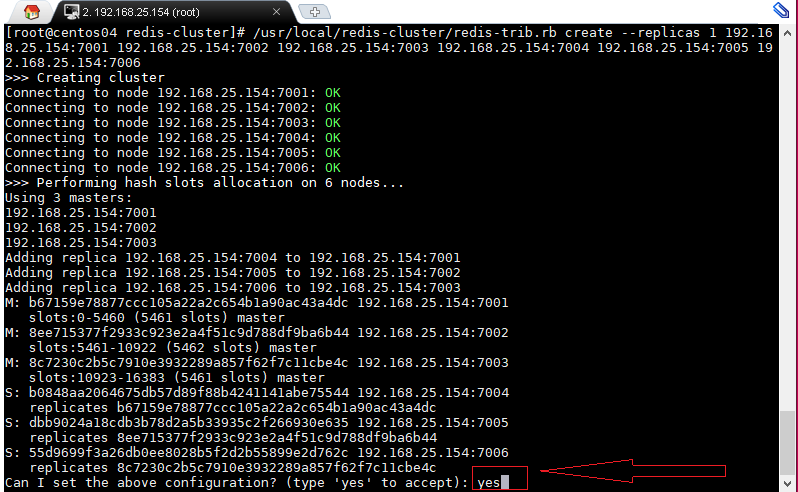 2. 192.168.25.154 (root)
[root@centos04 redis-cluster]# /usr/local/redis-cluster/redis-trib.rb create --replicas 1 192.16
8.25.154:7001 192.168.25.154:7002 192.168.25.154:7003 192.168.25.154:7004 192.168.25.154:7005 19
2.168.25.154:7006
>>> Creating cluster
Connecting to node 192.168.25.154:7001: OK
Connecting to node 192.168.25.154:7002: OK
Connecting to node 192.168.25.154:7003: OK
Connecting to node 192.168.25.154:7004: OK
Connecting to node 192.168.25.154:7005: OK
Connecting to node 192.168.25.154:7006: OK
>>> Performing hash slots allocation on 6 nodes...
Using 3 masters:
192.168.25.154:7001
192.168.25.154:7002
192.168.25.154:7003
Adding replica 192.168.25.154:7004 to 192.168.25.154:7001
Adding replica 192.168.25.154:7005 to 192.168.25.154:7002
Adding replica 192.168.25.154:7006 to 192.168.25.154:7003
M: b67159e78877ccc105a22a2c654b1a90ac43a4dc 192.168.25.154:7001
slots:0-5460 (5461 slots) master
M: 8ee715377f2933c923e2a4f51c9d788df9ba6b44 192.168.25.154:7002
slots:5461-10922 (5462 slots) master
M: 8c7230c2b5c7910e3932289a857f62f7c11cbe4c 192.168.25.154:7003
slots:10923-16383 (5461 slots) master
S: b0848aa2064675db57d89f88b4241141abe75544 192.168.25.154:7004
replicates b67159e78877ccc105a22a2c654b1a90ac43a4dc
S: dbb9024a18cdb3b78d2a5b33935c2f266930e635 192.168.25.154:7005
replicates 8ee715377f2933c923e2a4f51c9d788df9ba6b44
S: 55d9699f3a26db0ee8028b5f2d2b55899e2d762c 192.168.25.154:7006
replicates 8c7230c2b5c7910e3932289a857f62f7c11cbe4c
Can I set the above configuration? (type 'yes' to accept): yes